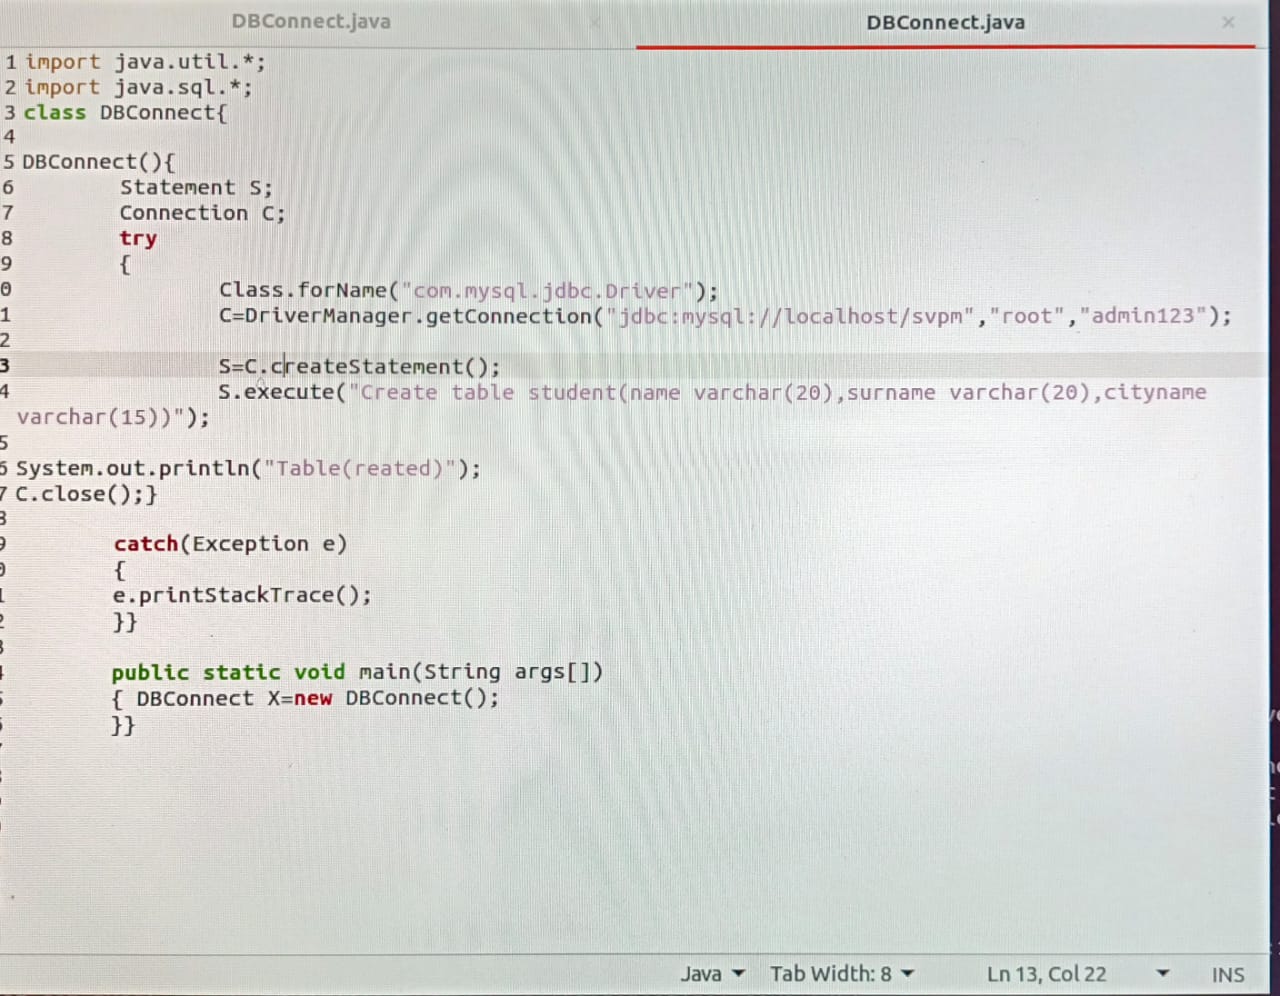 DBConnect.java
DBConnect.java ×
1 import java.util.*;
2 import java.sql.*;
3 class DBConnect{
4
5 DBConnect(){
6 Statement S;
7 Connection C;
8 try
9 {
0 Class.forName("com.mysql.jdbc.Driver");
1 C=DriverManager.getConnection("jdbc:mysql://localhost/svpm","root","admin123");
2
3 S=C.createStatement();
4 S.execute("Create table student(name varchar(20),surname varchar(20),cityname
varchar(15))");
5
6 System.out.println("Table(reated)");
7 C.close();}
8
9 catch(Exception e)
0 {
1 e.printStackTrace();
2 }}
3
4 public static void main(String args[])
5 { DBConnect X=new DBConnect();
6 }}
Java Tab Width: 8 Ln 13, Col 22 INS